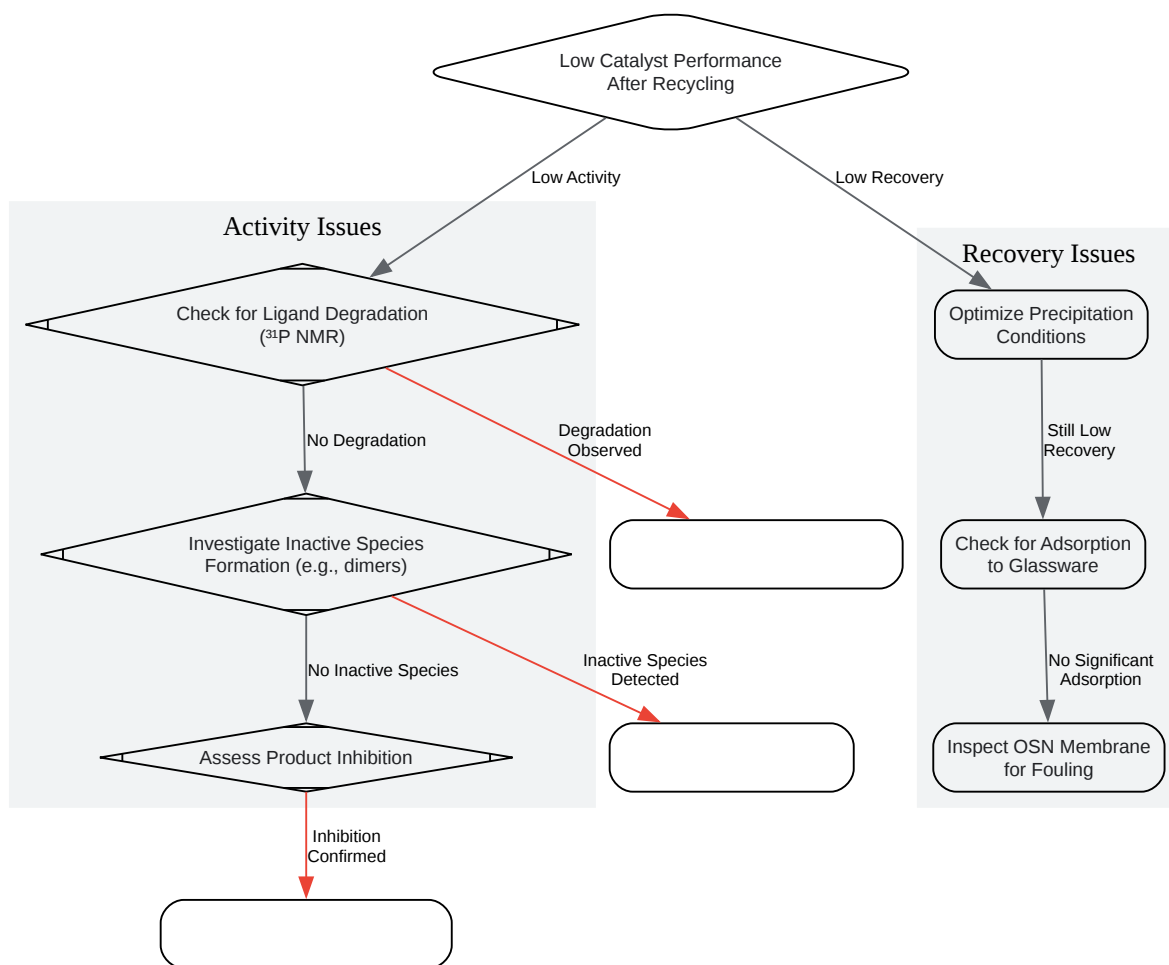 Low Catalyst Performance
After Recycling
Low Activity
Low Recovery
Activity Issues
Recovery Issues
Check for Ligand Degradation
(³¹P NMR)
Optimize Precipitation
Conditions
No Degradation
Degradation
Observed
Still Low
Recovery
Investigate Inactive Species
Formation (e.g., dimers)
Check for Adsorption
to Glassware
No Inactive Species
Inactive Species
Detected
No Significant
Adsorption
Assess Product Inhibition
Inspect OSN Membrane
for Fouling
Inhibition
Confirmed